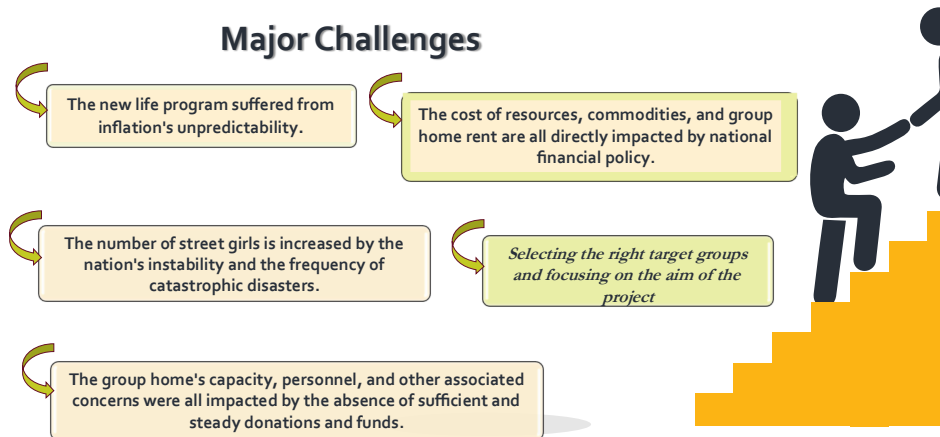 Major Challenges
The new life program suffered from
inflation's unpredictability.
The cost of resources, commodities, and group
home rent are all directly impacted by national
financial policy.
The number of street girls is increased by the
nation's instability and the frequency of
catastrophic disasters.
Selecting the right target groups
and focusing on the aim of the
project
The group home's capacity, personnel, and other associated
concerns were all impacted by the absence of sufficient and
steady donations and funds.